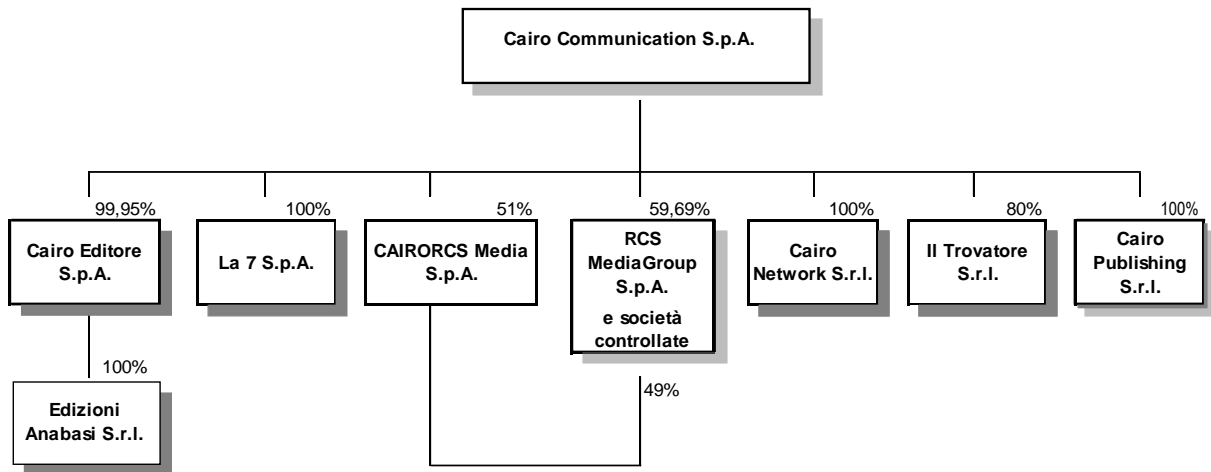 Cairo Communication S.p.A.
99,95%
Cairo Editore
S.p.A.
100%
La 7 S.p.A.
51%
CAIRORCS Media
S.p.A.
59,69%
RCS
MediaGroup
S.p.A.
e società
controllate
100%
Cairo
Network S.r.l.
80%
Il Trovatore
S.r.l.
100%
Cairo
Publishing
S.r.l.
100%
Edizioni
Anabasi S.r.l.
49%